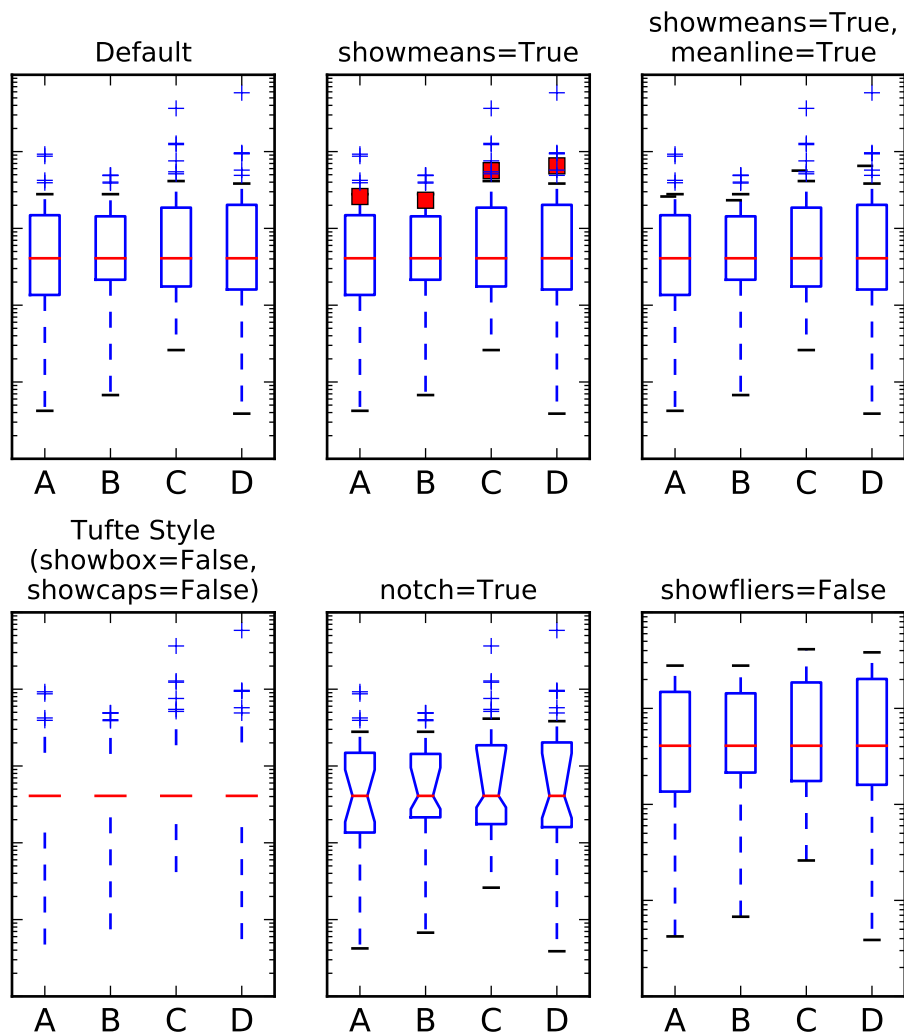 Default
A B C D
showmeans=True
A B C D
showmeans=True,
meanline=True
A B C D
Tufte Style
(showbox=False,
showcaps=False)
A B C D
notch=True
A B C D
showfliers=False
A B C D